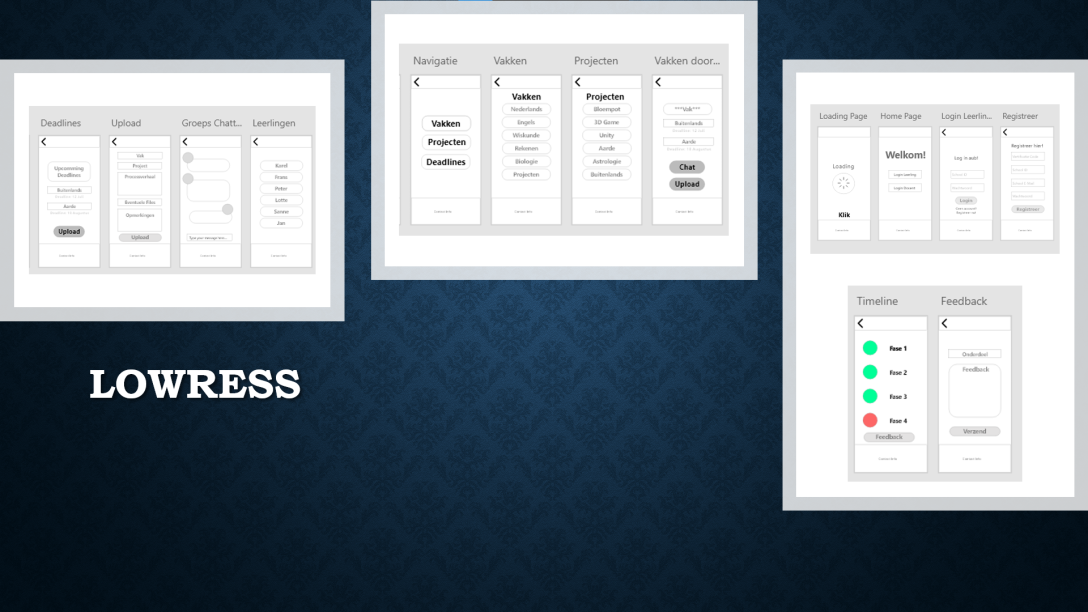 Deadlines
Upload
Groeps Chatt...
Leerlingen
Upcomming
Deadlines
Buitenlands
Aarde
Upload
Vak
Project
Procesverlaal
Eventuele Files
Opmerkingen
Upload
Type your message here...
Karel
Frans
Peter
Lotte
Sanne
Jan
Navigatie
Vakken
Projecten
Vakken door...
Vakken
Projecten
Deadlines
Vakken
Nederlands
Engels
Wiskunde
Rekenen
Biologie
Projecten
Projecten
Bloempot
3D Game
Unity
Aarde
Astrologie
Buitenlands
***Vak***
Buitenlands
Aarde
Chat
Upload
Loading Page
Home Page
Login Leerlin...
Registreer
Loading
Klik
Welkom!
Login Leerling
Login Docent
Log in aub!
Login
Registreer hier!
Registreer
Timeline
Feedback
Fase 1
Fase 2
Fase 3
Fase 4
Feedback
Onderdeel
Feedback
Verzend
LOWRESS